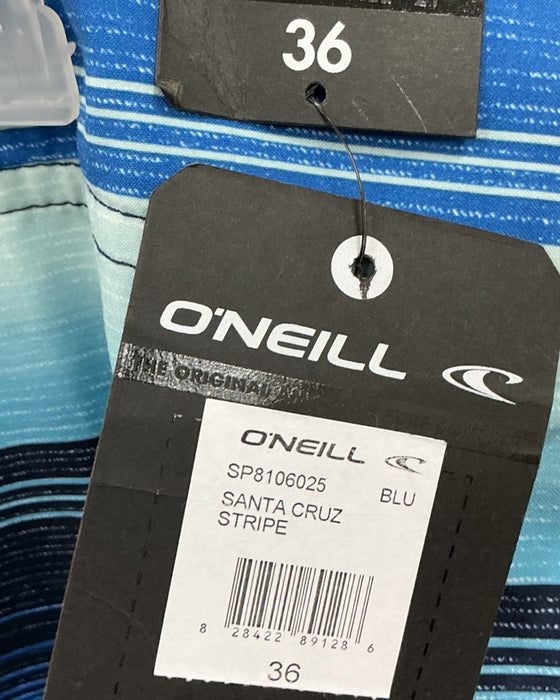 36
O'NEILL
THE ORIGINAL
O'NEILL
SP8106025 BLU
SANTA CRUZ
STRIPE
8 28422 89128 6
36